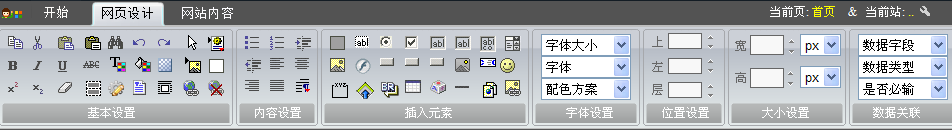 开始 网页设计 网站内容 当前页: 首页 & 当前站: ..
字体大小 上 宽 px 数据字段
B I U ABC 字体 左 数据类型
层 高 px
配色方案 是否必输
XYZ BR
基本设置 内容设置 插入元素 字体设置 位置设置 大小设置 数据关联